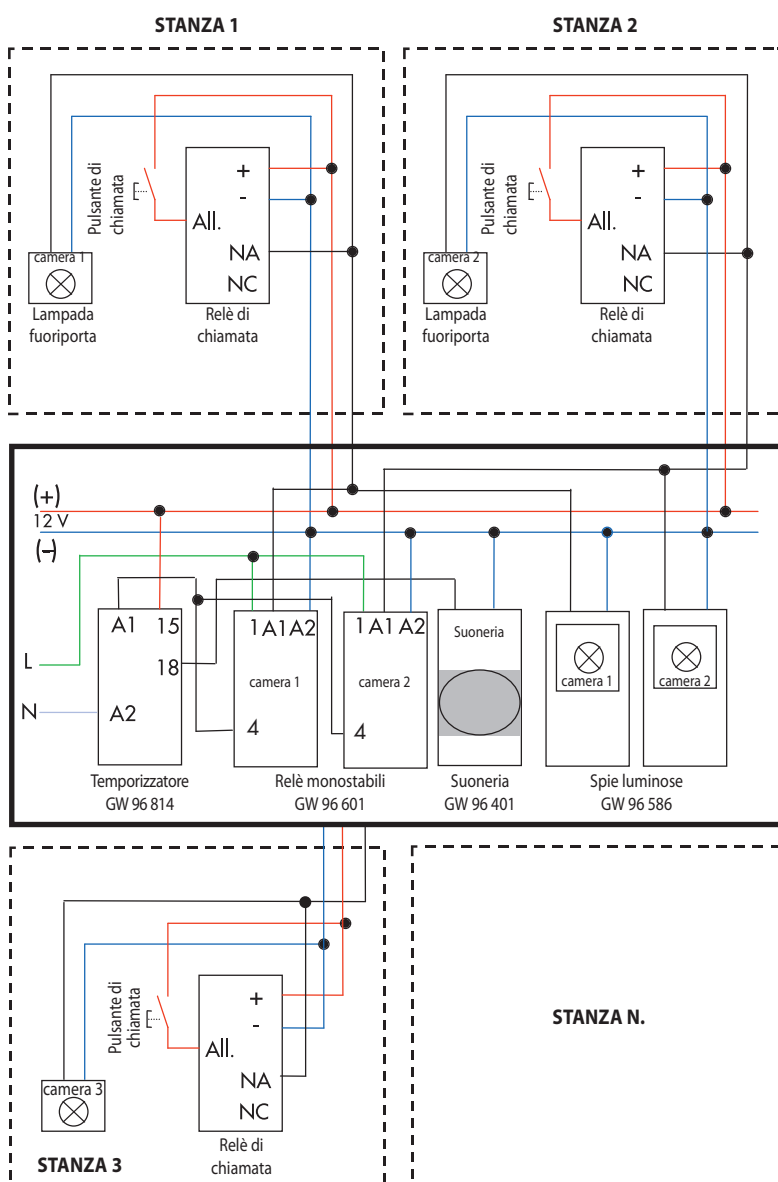 STANZA 1
STANZA 2
Pulsante di
chiamata
+
-
All.
NA
NC
camera 1
Lampada
fuoriporta
Relè di
chiamata
Pulsante di
chiamata
+
-
All.
NA
NC
camera 2
Lampada
fuoriporta
Relè di
chiamata
(+)
12 V
(-)
L
N
A1 15
18
A2
Temporizzatore
GW 96 814
1 A1 A2
camera 1
4
1 A1 A2
camera 2
4
Relè monostabili
GW 96 601
Suoneria
Suoneria
GW 96 401
camera 1
camera 2
Spie luminose
GW 96 586
Pulsante di
chiamata
+
-
All.
NA
NC
camera 3
Relè di
chiamata
STANZA 3
STANZA N.